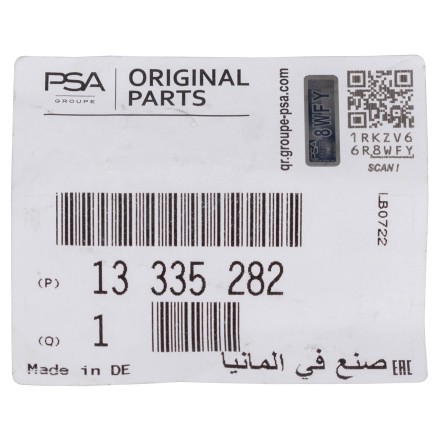 PSA
GROUPE
ORIGINAL
PARTS
qr.groupe-psa.com
PSA 8WFY
1RKZV6
6R8WFY
SCAN!
LB0722
(P) 13 335 282
(Q) 1
Made in DE
صنع في المانيا
EAC